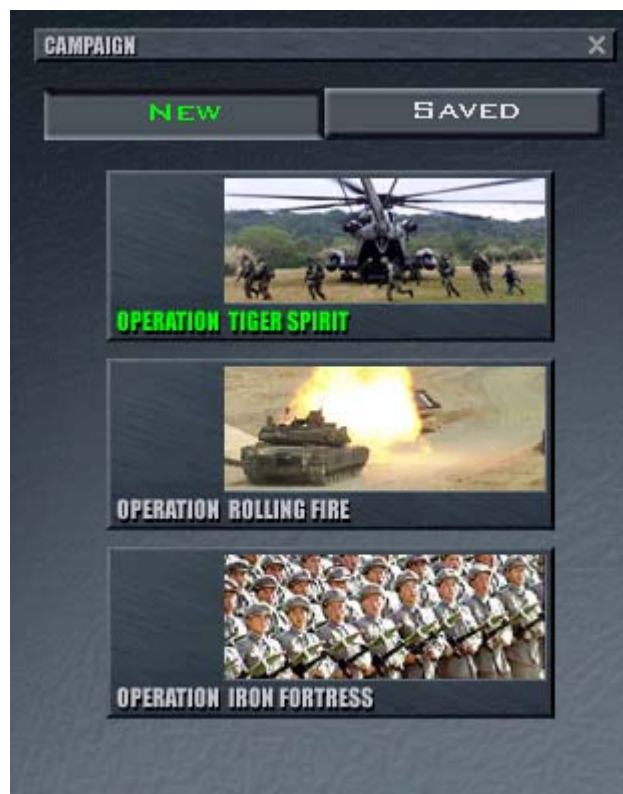 CAMPAIGN
NEW SAVED
OPERATION TIGER SPIRIT
OPERATION ROLLING FIRE
OPERATION IRON FORTRESS